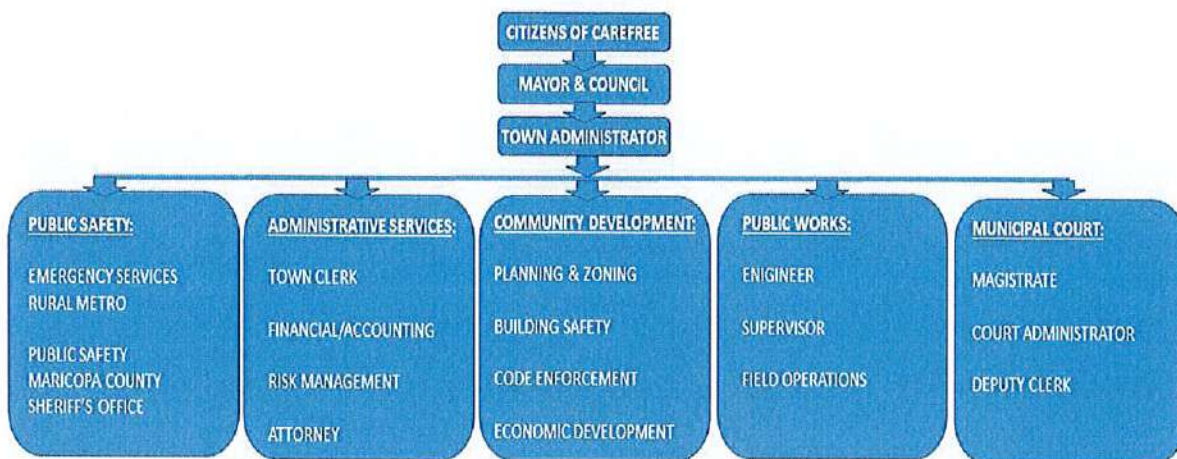 CITIZENS OF CAREFREE
MAYOR & COUNCIL
TOWN ADMINISTRATOR
PUBLIC SAFETY:
EMERGENCY SERVICES
RURAL METRO
PUBLIC SAFETY
MARICOPA COUNTY
SHERIFF'S OFFICE
ADMINISTRATIVE SERVICES:
TOWN CLERK
FINANCIAL/ACCOUNTING
RISK MANAGEMENT
ATTORNEY
COMMUNITY DEVELOPMENT:
PLANNING & ZONING
BUILDING SAFETY
CODE ENFORCEMENT
ECONOMIC DEVELOPMENT
PUBLIC WORKS:
ENIGINEER
SUPERVISOR
FIELD OPERATIONS
MUNICIPAL COURT:
MAGISTRATE
COURT ADMINISTRATOR
DEPUTY CLERK